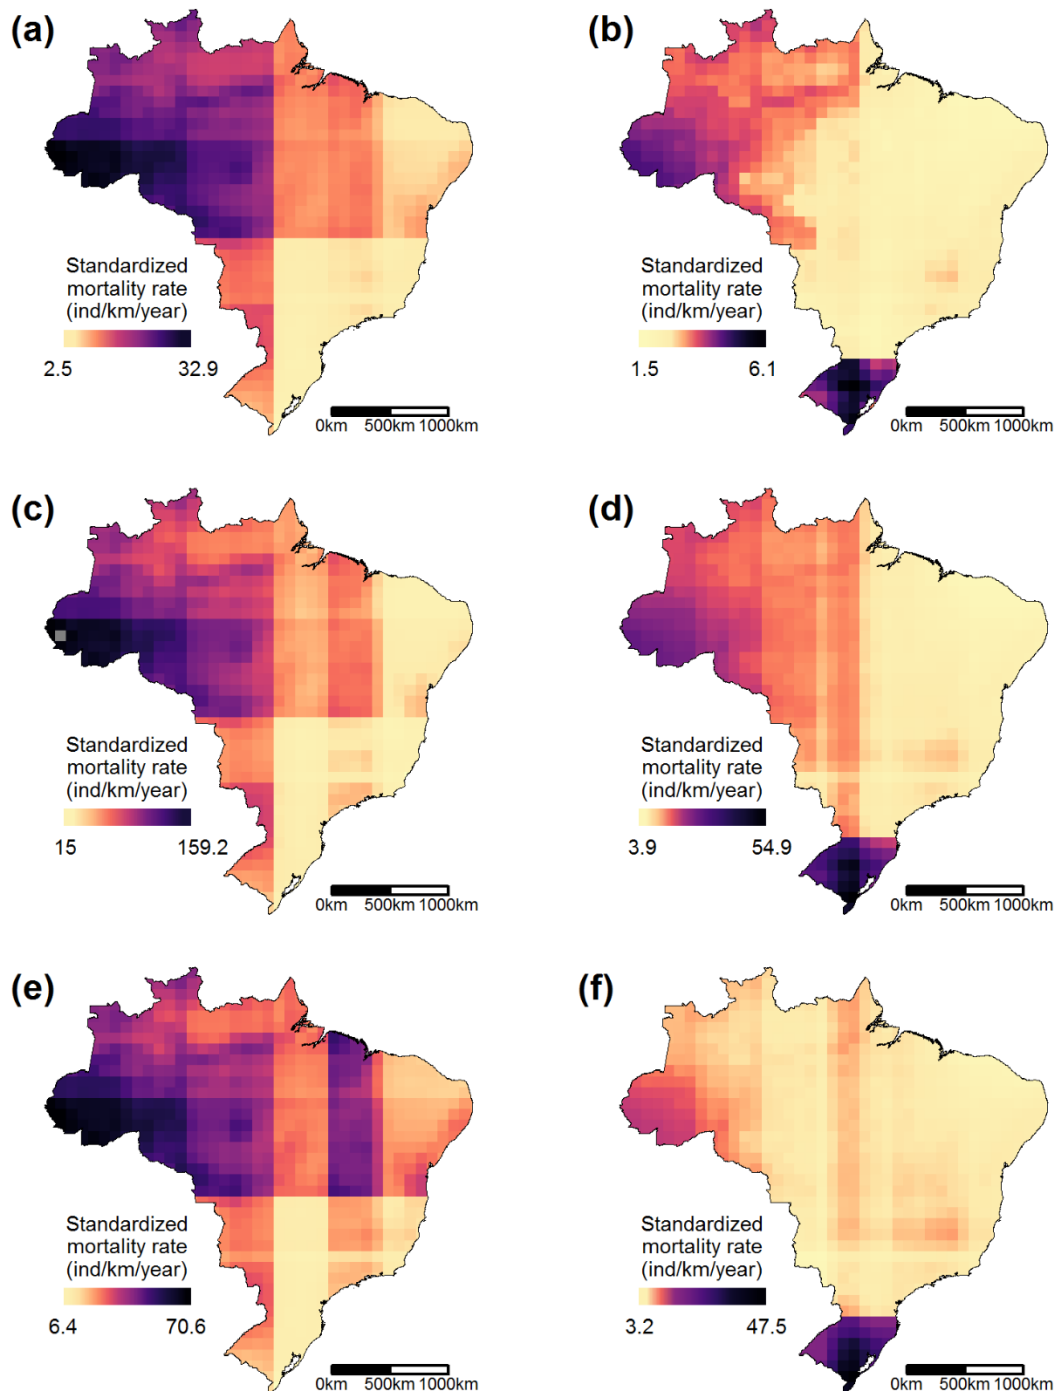 (a)
Standardized
mortality rate
(ind/km/year)
2.5 32.9
0km 500km 1000km
(b)
Standardized
mortality rate
(ind/km/year)
1.5 6.1
0km 500km 1000km
(c)
Standardized
mortality rate
(ind/km/year)
15 159.2
0km 500km 1000km
(d)
Standardized
mortality rate
(ind/km/year)
3.9 54.9
0km 500km 1000km
(e)
Standardized
mortality rate
(ind/km/year)
6.4 70.6
0km 500km 1000km
(f)
Standardized
mortality rate
(ind/km/year)
3.2 47.5
0km 500km 1000km